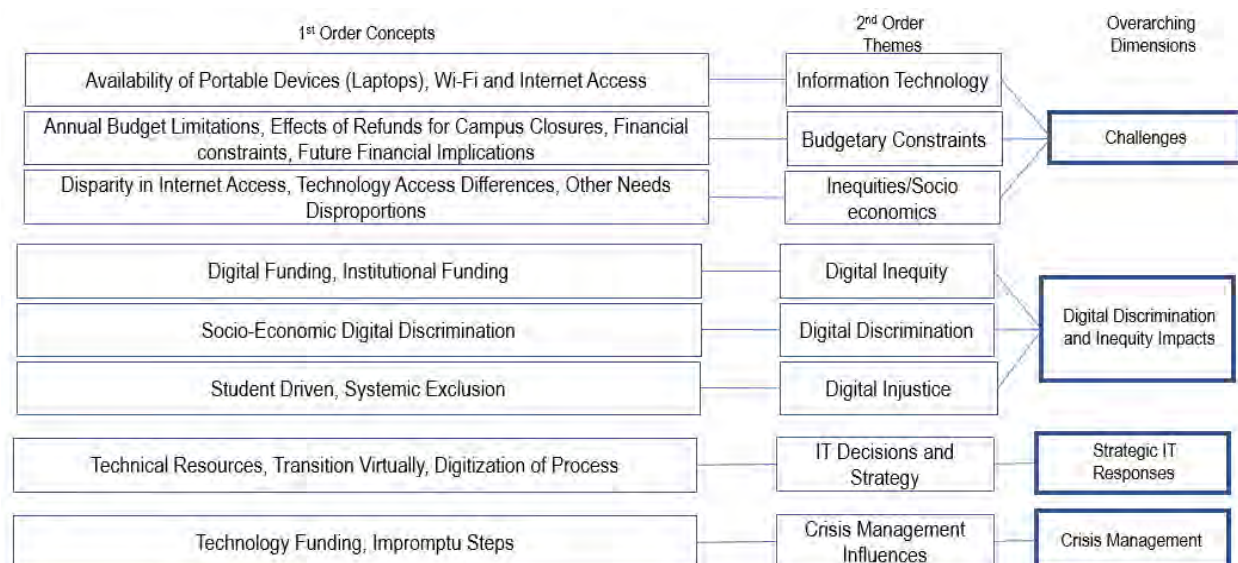 1st Order Concepts
2nd Order
Themes
Overarching
Dimensions
Availability of Portable Devices (Laptops), Wi-Fi and Internet Access
Information Technology
Annual Budget Limitations, Effects of Refunds for Campus Closures, Financial
constraints, Future Financial Implications
Budgetary Constraints
Challenges
Disparity in Internet Access, Technology Access Differences, Other Needs
Disproportions
Inequities/Socio
economics
Digital Funding, Institutional Funding
Digital Inequity
Socio-Economic Digital Discrimination
Digital Discrimination
Digital Discrimination
and Inequity Impacts
Student Driven, Systemic Exclusion
Digital Injustice
Technical Resources, Transition Virtually, Digitization of Process
IT Decisions and
Strategy
Strategic IT
Responses
Technology Funding, Impromptu Steps
Crisis Management
Influences
Crisis Management